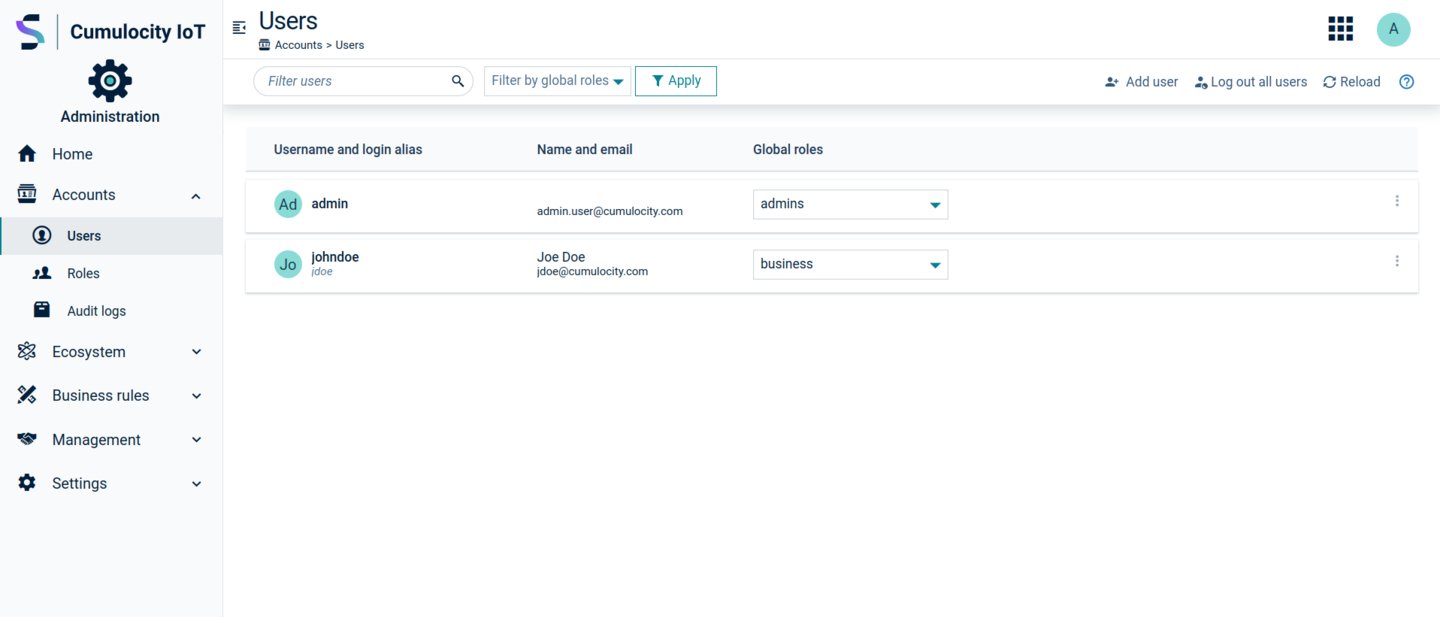 Cumulocity IoT
Administration
Home
Accounts
Users
Roles
Audit logs
Ecosystem
Business rules
Management
Settings
Users
Accounts > Users
A
Filter users
Filter by global roles
Apply
Add user
Log out all users
Reload
?
Username and login alias
Name and email
Global roles
Ad
admin
admin.user@cumulocity.com
admins
Jo
johndoe
jdoe
Joe Doe
jdoe@cumulocity.com
business